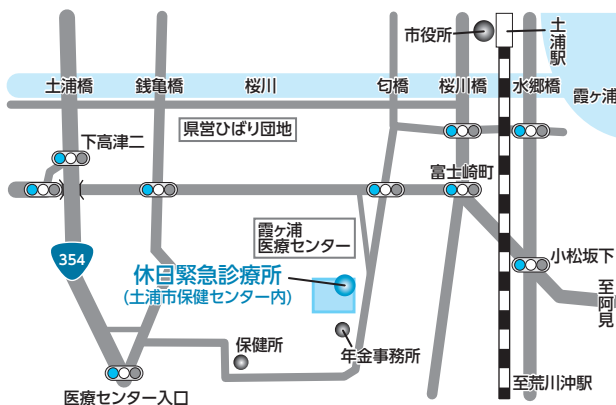 市役所
土浦駅
土浦橋
銭亀橋
桜川
匂橋
桜川橋
水郷橋
霞ヶ浦
県営ひばり団地
下高津二
富士崎町
霞ヶ浦
医療センター
354
休日緊急診療所
(土浦市保健センター内)
小松坂下
至阿見
保健所
年金事務所
至荒川沖駅
医療センター入口